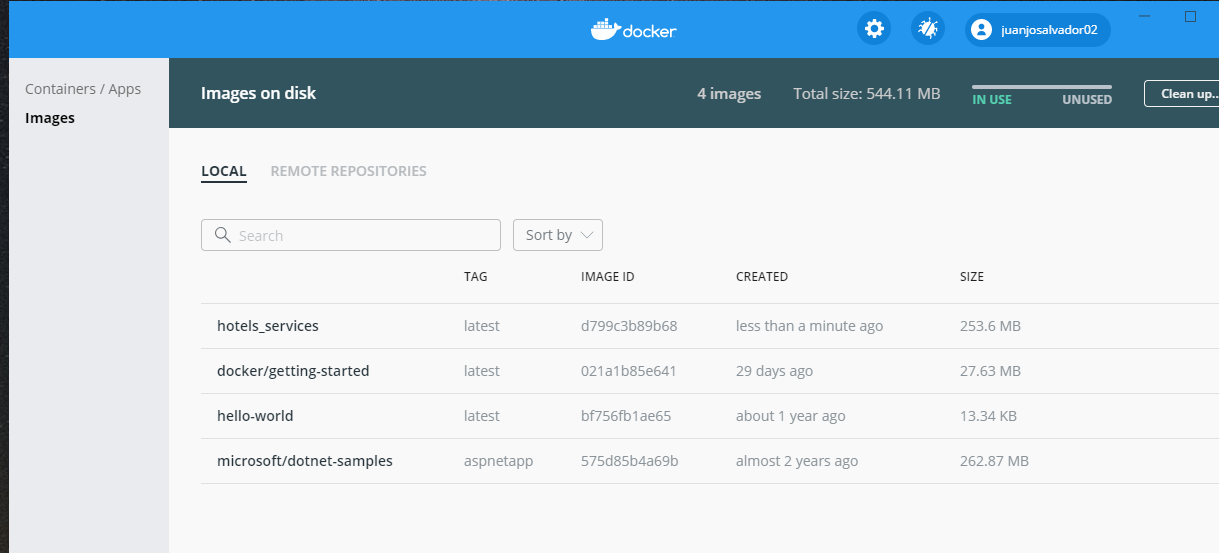 docker
juanjosalvador02
Containers / Apps
Images
Images on disk
4 images
Total size: 544.11 MB
IN USE
UNUSED
Clean up..
LOCAL
REMOTE REPOSITORIES
Search
Sort by
TAG IMAGE ID CREATED SIZE
hotels_services latest d799c3b89b68 less than a minute ago 253.6 MB
docker/getting-started latest 021a1b85e641 29 days ago 27.63 MB
hello-world latest bf756fb1ae65 about 1 year ago 13.34 KB
microsoft/dotnet-samples aspnetapp 575d85b4a69b almost 2 years ago 262.87 MB